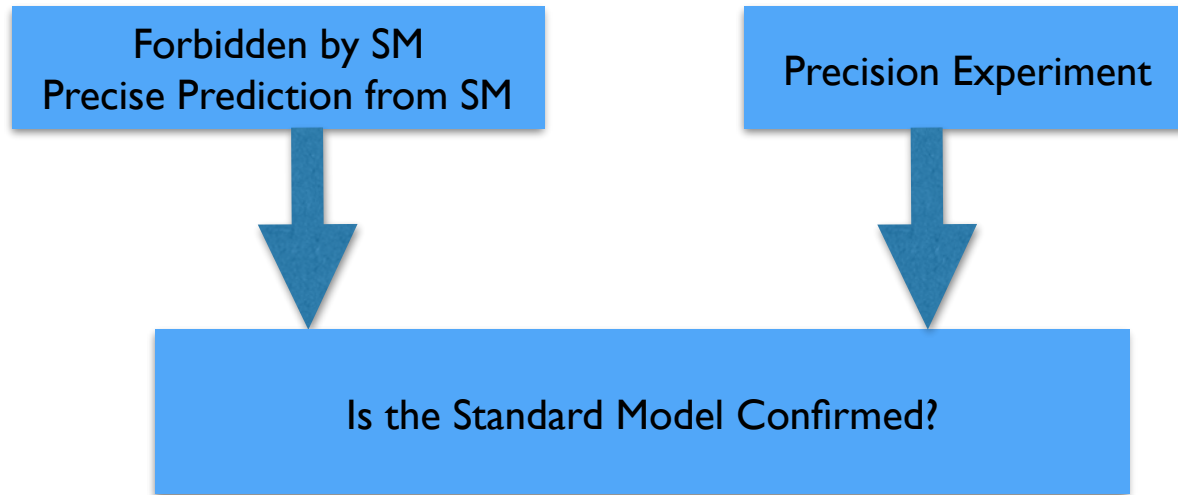 Forbidden by SM
Precise Prediction from SM
Precision Experiment
Is the Standard Model Confirmed?